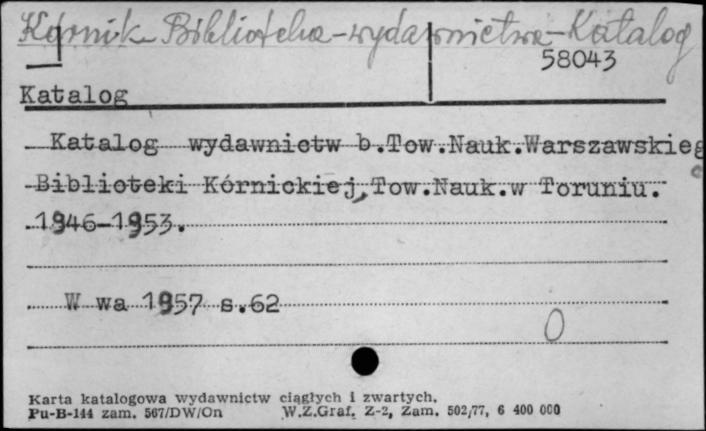 Kórnik Biblioteka - wydawnictwa - Katalog
58043
Katalog
Katalog wydawnictw b.Tow.Nauk.Warszawskieg
o
Biblioteki Kórnickiej,Tow.Nauk.w Toruniu.
1946-1953.
W wa 1957 s.62
0
Karta katalogowa wydawnictw ciągłych i zwartych.
Pu-B-144 zam. 567/DW/On W.Z.Graf. Z-2, Zam. 502/77, 6 400 000